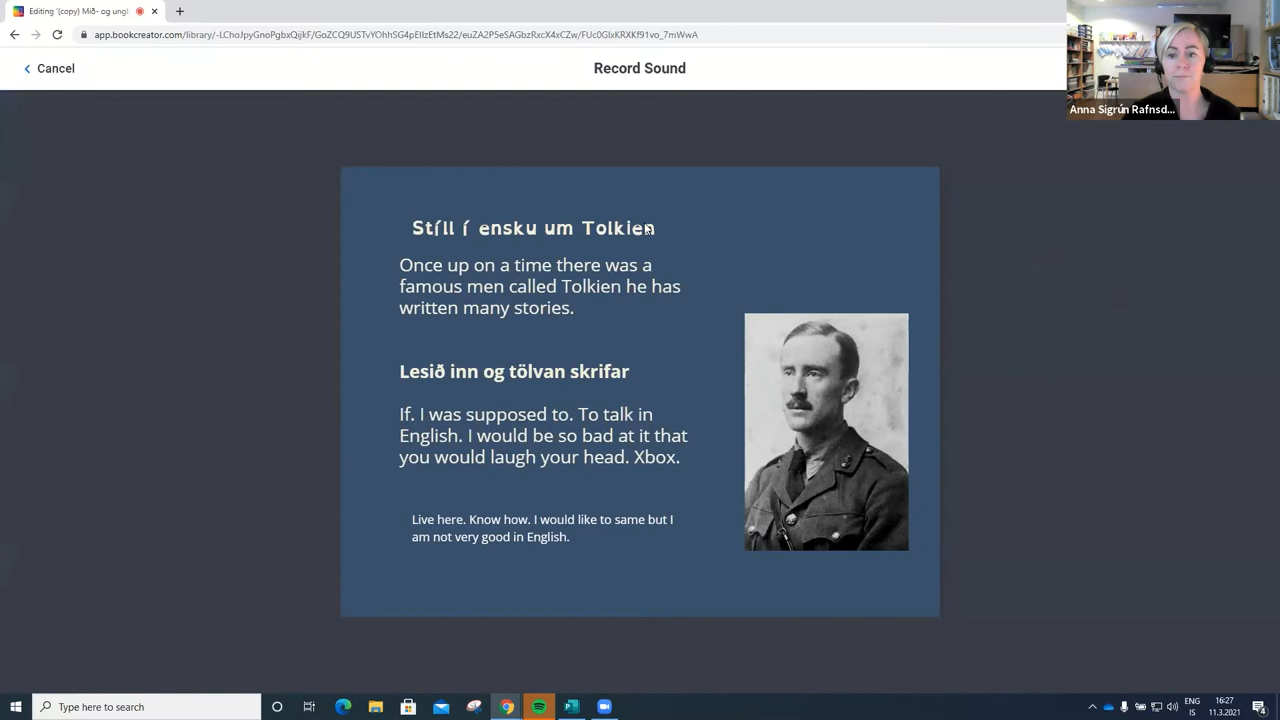 Editing '(copy) Mið- og ungl
app.bookcreator.com/library/-LChoJpyGnoPgbxQijkF/
Cancel
Record Sound
Anna Sigrún Rafnsd...
Stíll í ensku um Tolkien
Once up on a time there was a
famous men called Tolkien he has
written many stories.
Lesið inn og tölvan skrifar
If. I was supposed to. To talk in
English. I would be so bad at it that
you would laugh your head. Xbox.
Live here. Know how. I would like to same but I
am not very good in English.
Type here to search
ENG
IS
16:27
11.3.2021
4